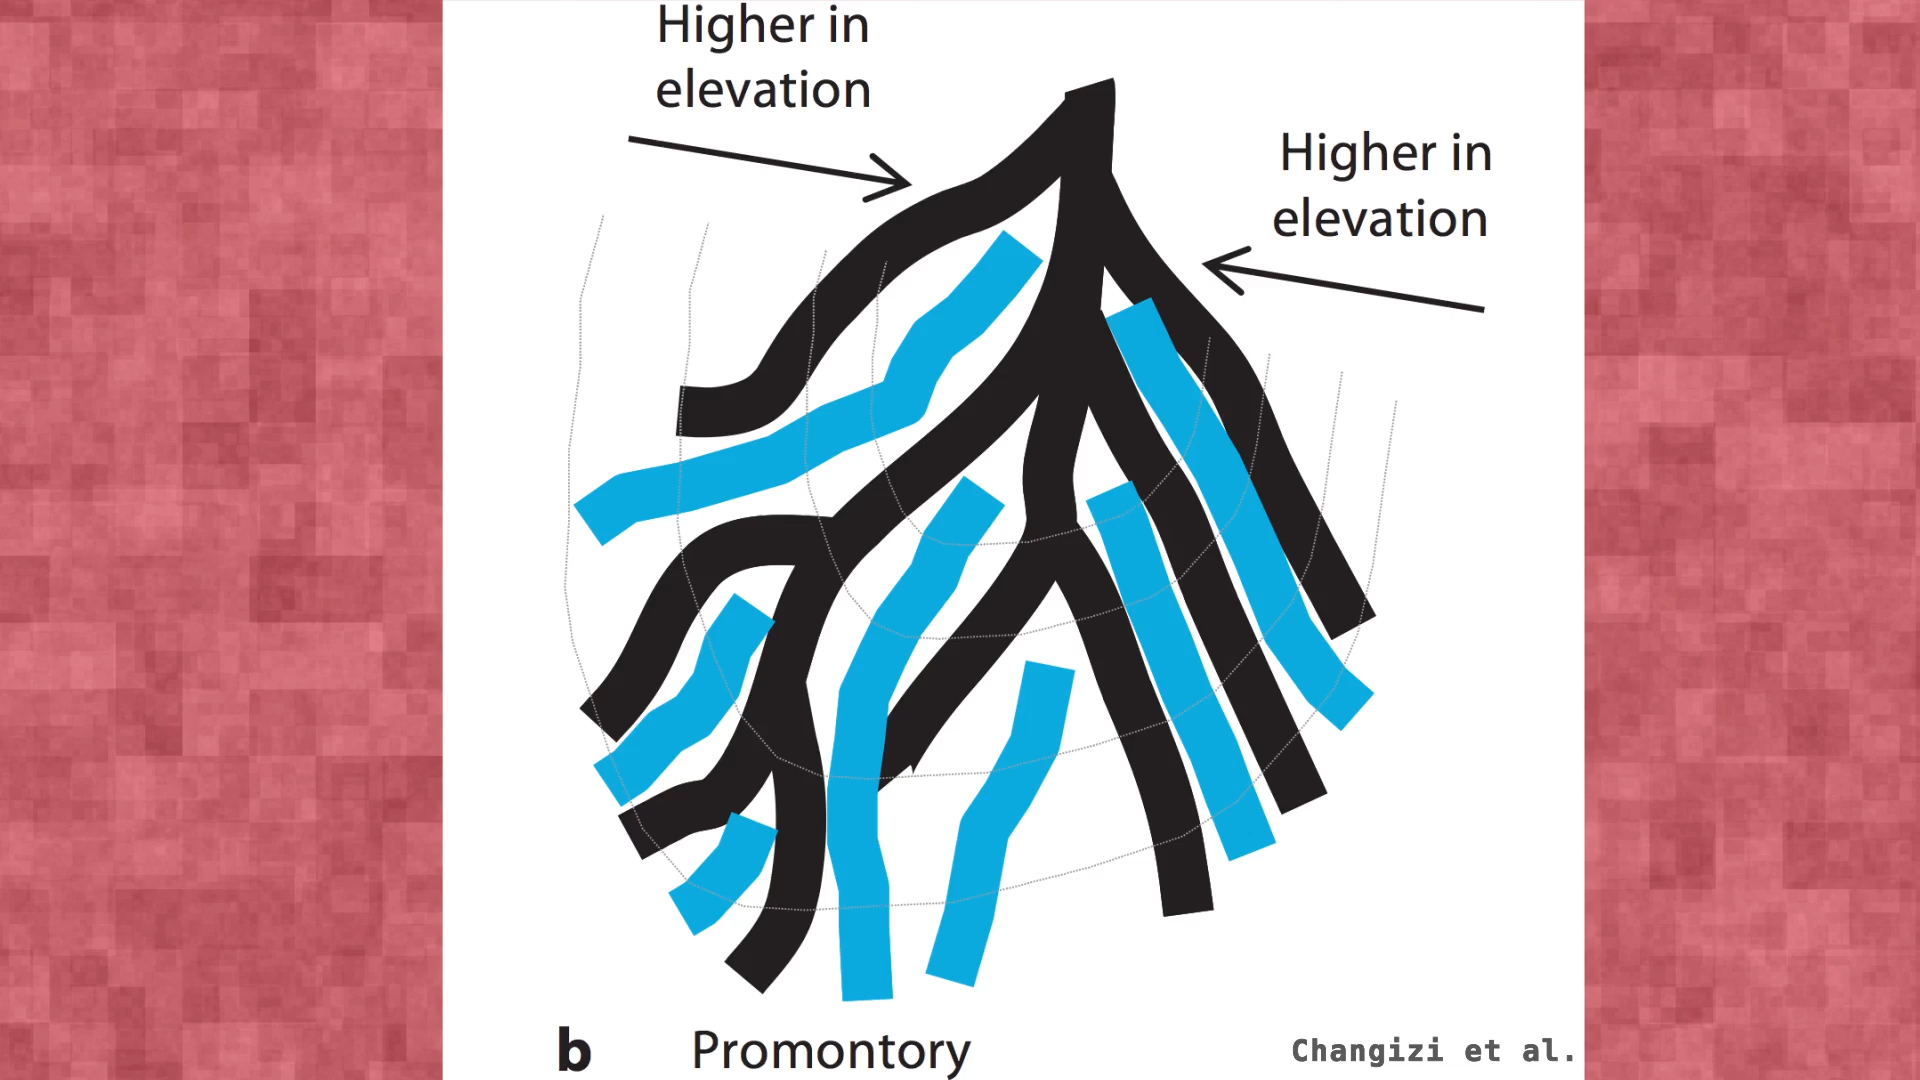 Higher in
elevation
Higher in
elevation
b Promontory
Changizi et al.